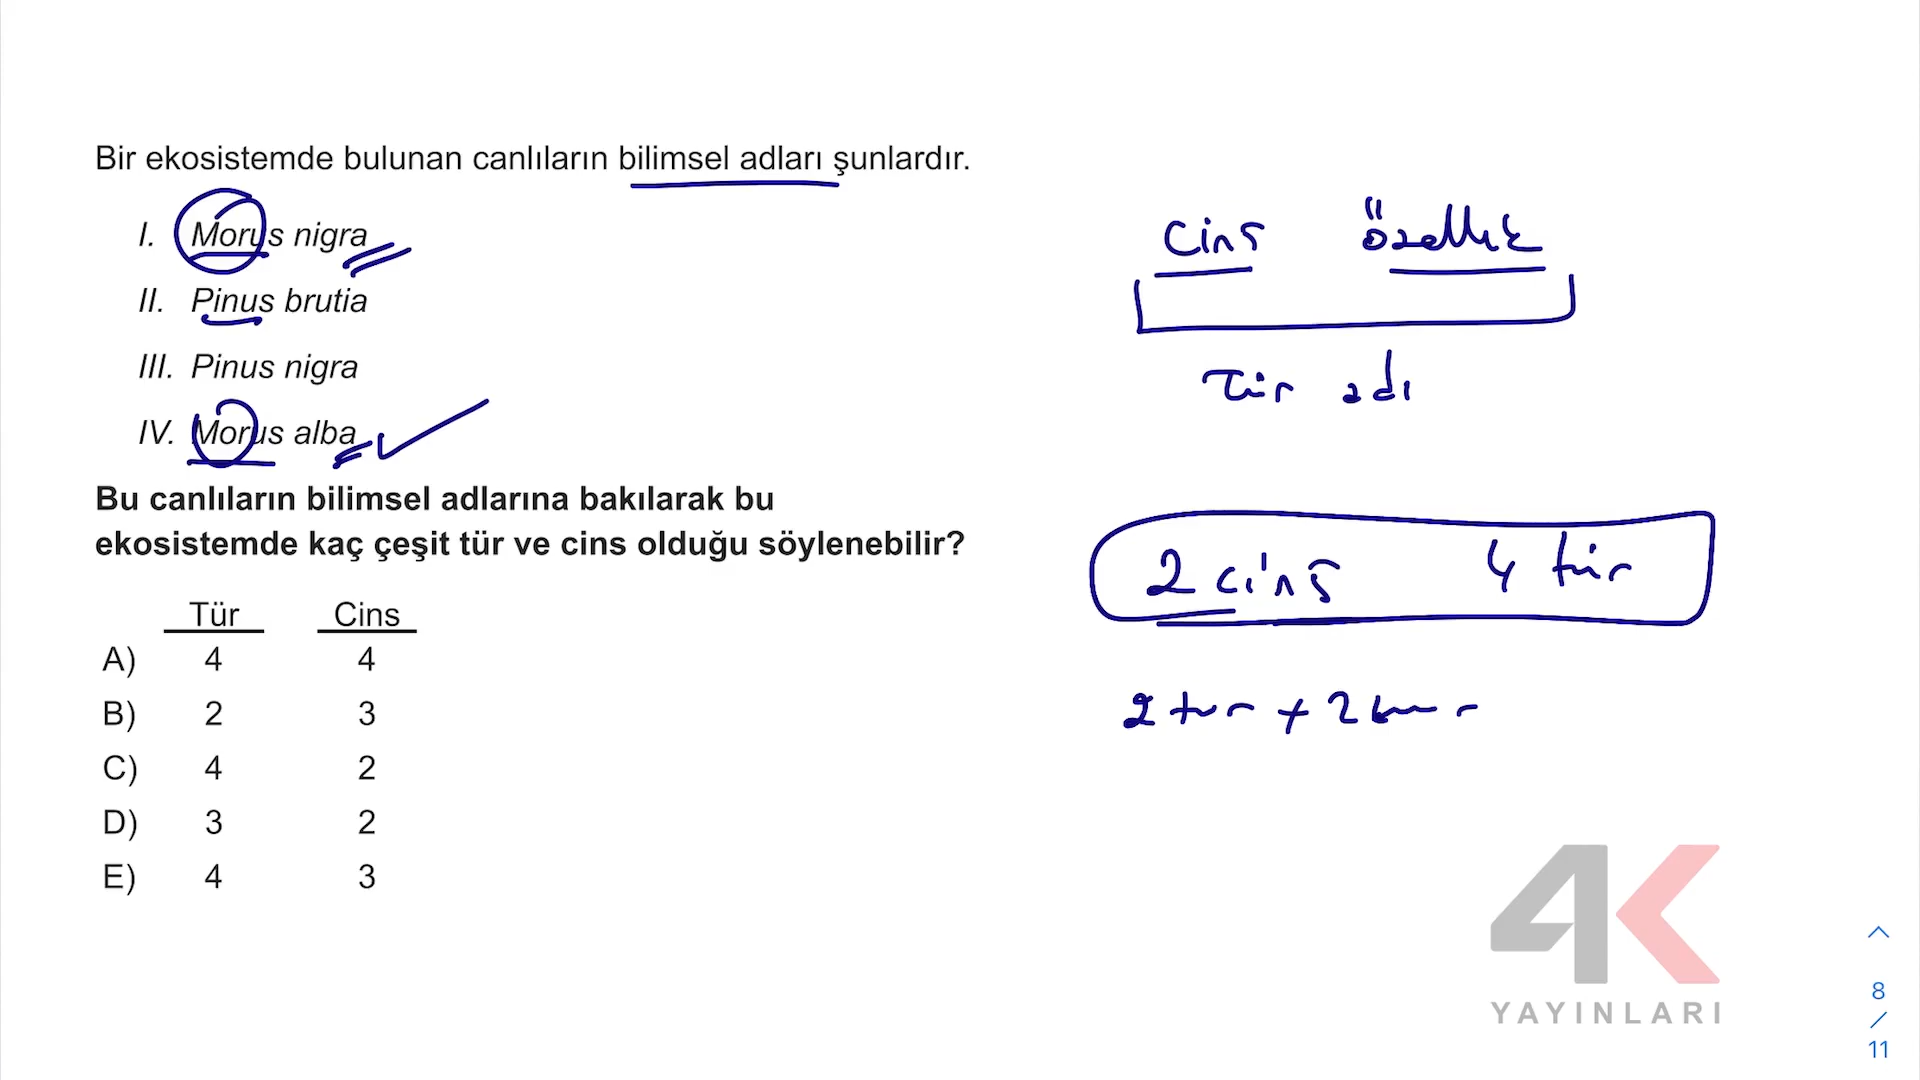 Bir ekosistemde bulunan canlıların bilimsel adları şunlardır.
I. Morus nigra
II. Pinus brutia
III. Pinus nigra
IV. Morus alba
Bu canlıların bilimsel adlarına bakılarak bu
ekosistemde kaç çeşit tür ve cins olduğu söylenebilir?
Tür Cins
A) 4 4
B) 2 3
C) 4 2
D) 3 2
E) 4 3
Cins özellik
Tür adı
2 cins 4 tür
2 tur + 2
4K
YAYINLARI
8
/
11